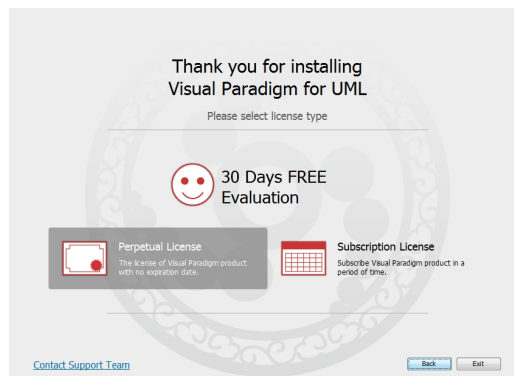 Thank you for installing
Visual Paradigm for UML
Please select license type
30 Days FREE
Evaluation
Perpetual License
The license of Visual Paradigm product
with no expiration date.
Subscription License
Subscribe Visual Paradigm product in a
period of time.
Contact Support Team
Back
Exit